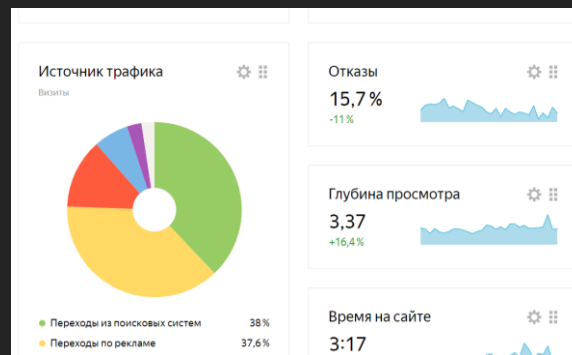 Источник трафика
Визиты
Переходы из поисковых систем 38 %
Переходы по рекламе 37,6 %
Отказы
15,7 %
-11 %
Глубина просмотра
3,37
+16,4 %
Время на сайте
3:17